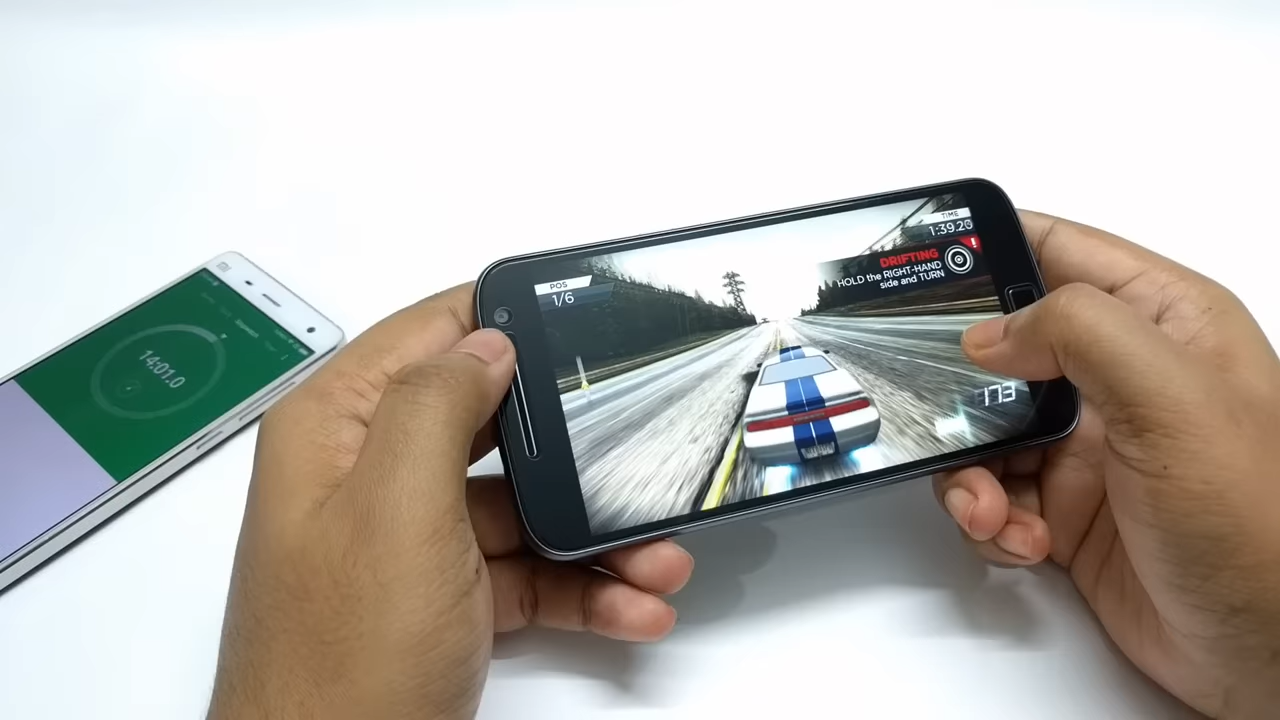 14:01.0
POS
1/6
TIME
1:39.20
DRIFTING
!
HOLD the RIGHT-HAND
side and TURN
173